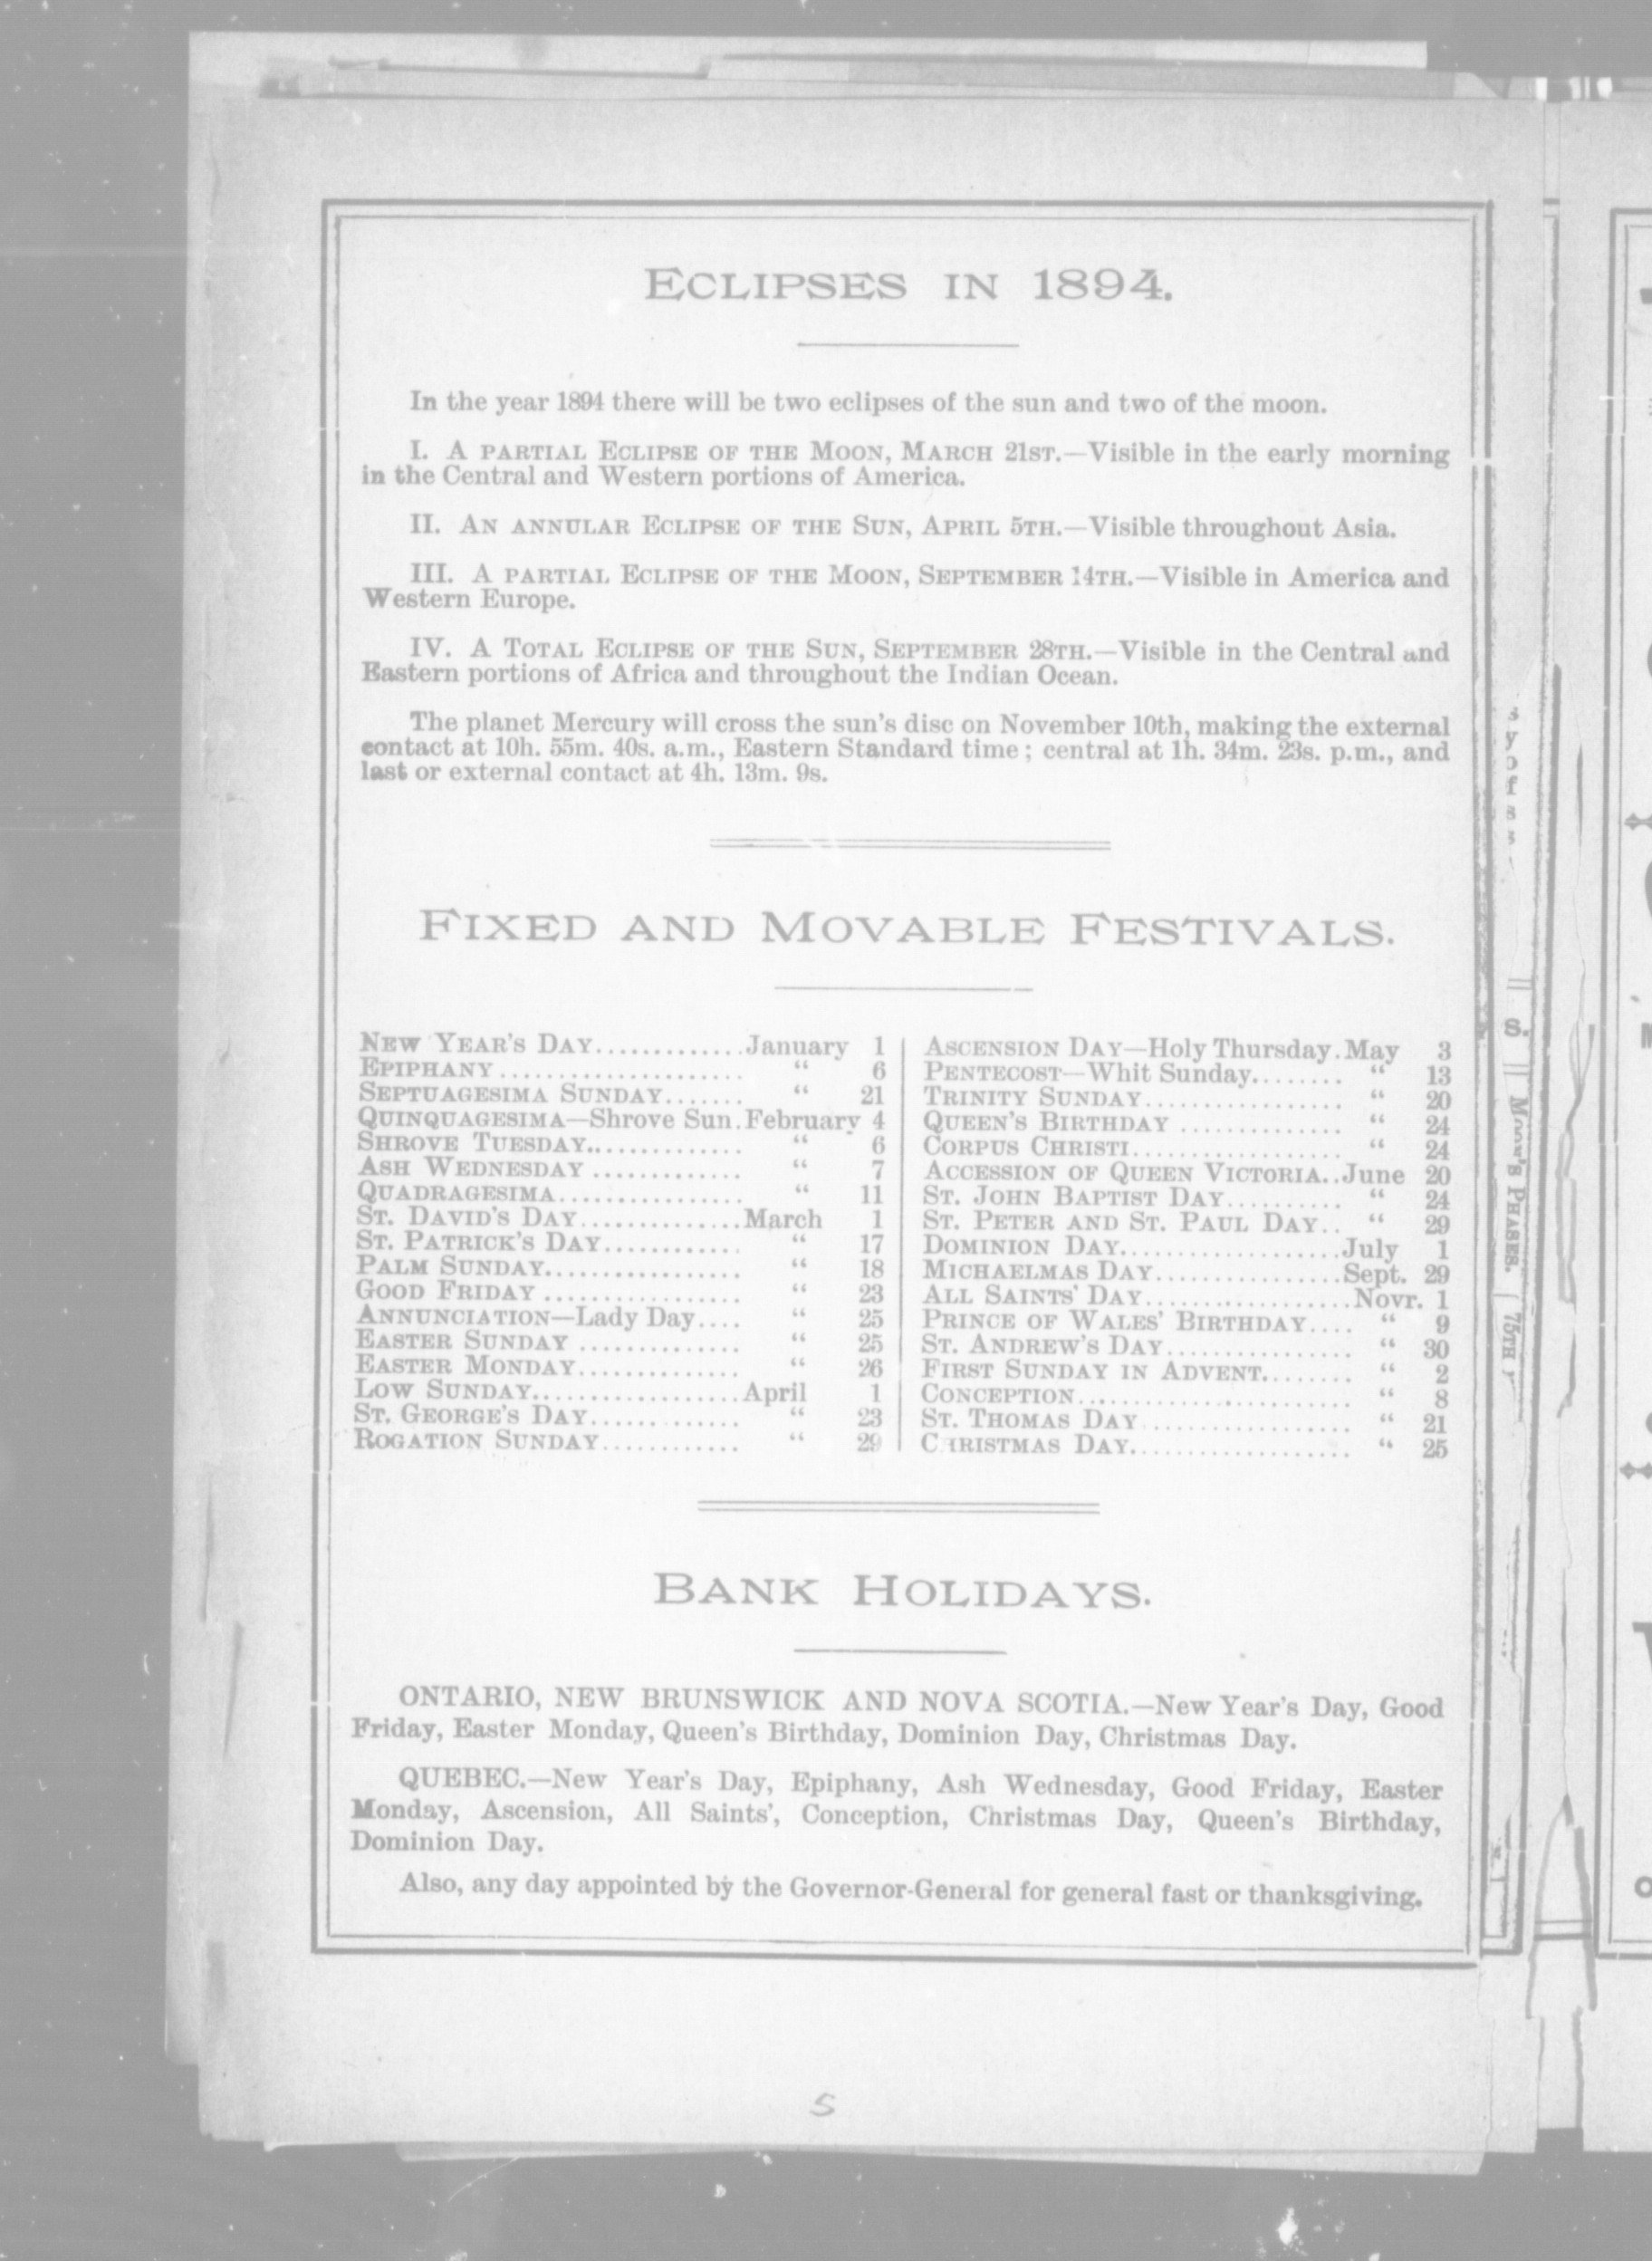 ECLIPSES IN 1894.
In the year 1894 there will be two eclipses of the sun and two of the moon.
I. A PARTIAL ECLIPSE OF THE MOON, MARCH 21ST.—Visible in the early morning
in the Central and Western portions of America.
II. AN ANNULAR ECLIPSE OF THE SUN, APRIL 5TH.—Visible throughout Asia.
III. A PARTIAL ECLIPSE OF THE MOON, SEPTEMBER 14TH.—Visible in America and
Western Europe.
IV. A TOTAL ECLIPSE OF THE SUN, SEPTEMBER 28TH.—Visible in the Central and
Eastern portions of Africa and throughout the Indian Ocean.
The planet Mercury will cross the sun's disc on November 10th, making the external
contact at 10h. 55m. 40s. a.m., Eastern Standard time; central at 1h. 34m. 23s. p.m., and
last or external contact at 4h. 13m. 9s.
FIXED AND MOVABLE FESTIVALS.
NEW YEAR'S DAY.............January 1
EPIPHANY...................... “ 6
SEPTUAGESIMA SUNDAY....... “ 21
QUINQUAGESIMA—Shrove Sun.February 4
SHROVE TUESDAY............... “ 6
ASH WEDNESDAY ............. “ 7
QUADRAGESIMA................. “ 11
ST. DAVID'S DAY..............March 1
ST. PATRICK'S DAY............ “ 17
PALM SUNDAY.................. “ 18
GOOD FRIDAY .................. “ 23
ANNUNCIATION—Lady Day.... “ 25
EASTER SUNDAY .............. “ 25
EASTER MONDAY.............. “ 26
LOW SUNDAY...................April 1
ST. GEORGE'S DAY............. “ 23
ROGATION SUNDAY............ “ 29
ASCENSION DAY—Holy Thursday.May 3
PENTECOST—Whit Sunday........ “ 13
TRINITY SUNDAY.................. “ 20
QUEEN'S BIRTHDAY .............. “ 24
CORPUS CHRISTI................... “ 24
ACCESSION OF QUEEN VICTORIA..June 20
ST. JOHN BAPTIST DAY.......... “ 24
ST. PETER AND ST. PAUL DAY.. “ 29
DOMINION DAY....................July 1
MICHAELMAS DAY.................Sept. 29
ALL SAINTS' DAY...................Novr. 1
PRINCE OF WALES' BIRTHDAY.... “ 9
ST. ANDREW'S DAY................ “ 30
FIRST SUNDAY IN ADVENT........ “ 2
CONCEPTION......................... “ 8
ST. THOMAS DAY .................. “ 21
CHRISTMAS DAY.................... “ 25
BANK HOLIDAYS.
ONTARIO, NEW BRUNSWICK AND NOVA SCOTIA.—New Year's Day, Good
Friday, Easter Monday, Queen's Birthday, Dominion Day, Christmas Day.
QUEBEC.—New Year's Day, Epiphany, Ash Wednesday, Good Friday, Easter
Monday, Ascension, All Saints', Conception, Christmas Day, Queen's Birthday,
Dominion Day.
Also, any day appointed by the Governor-General for general fast or thanksgiving.
5
S.
MOON'S PHASES.
75TH